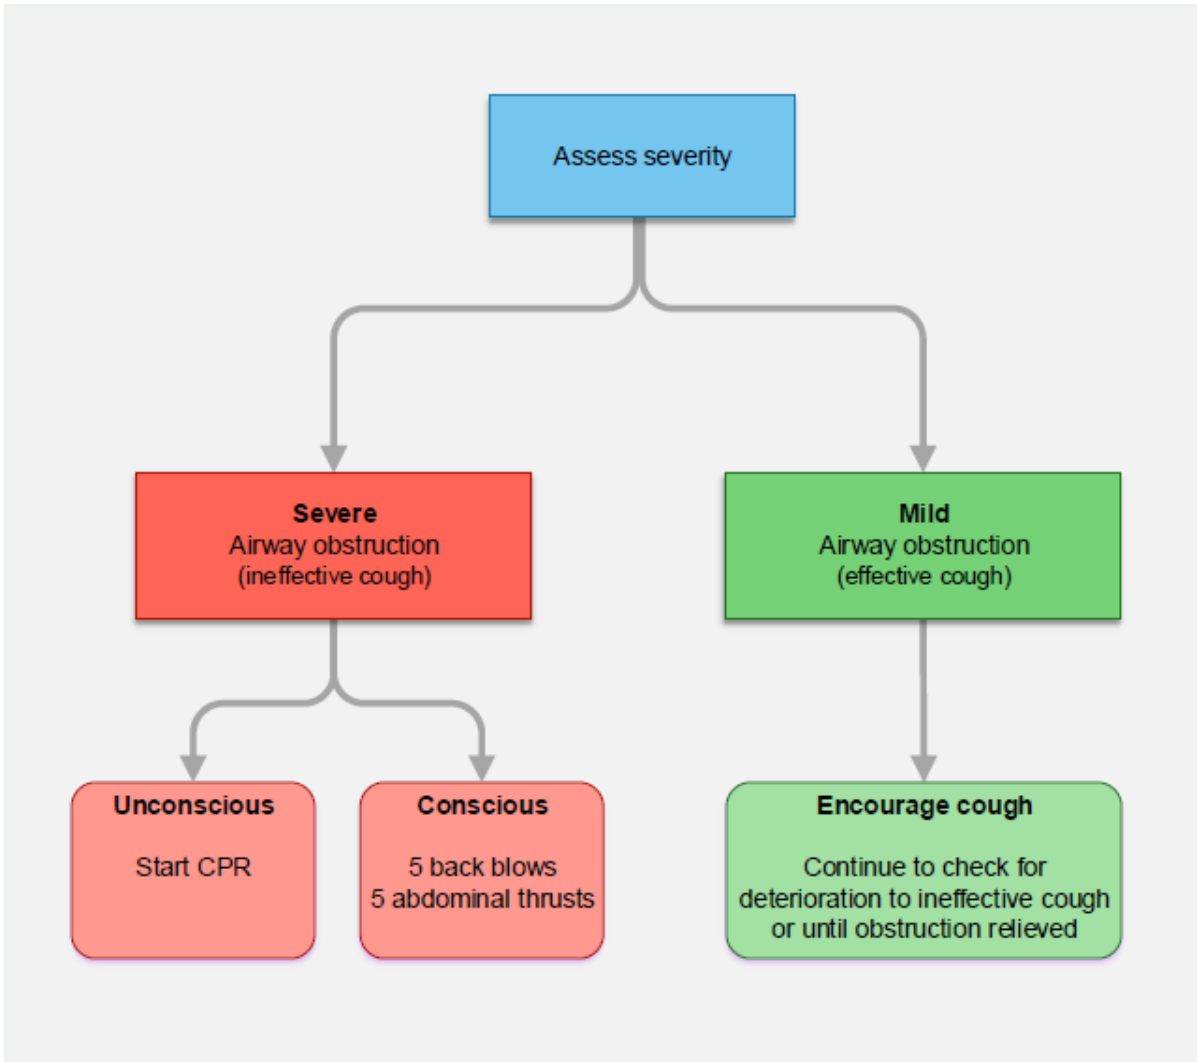 Assess severity
Severe
Airway obstruction
(ineffective cough)
Mild
Airway obstruction
(effective cough)
Unconscious
Start CPR
Conscious
5 back blows
5 abdominal thrusts
Encourage cough
Continue to check for
deterioration to ineffective cough
or until obstruction relieved